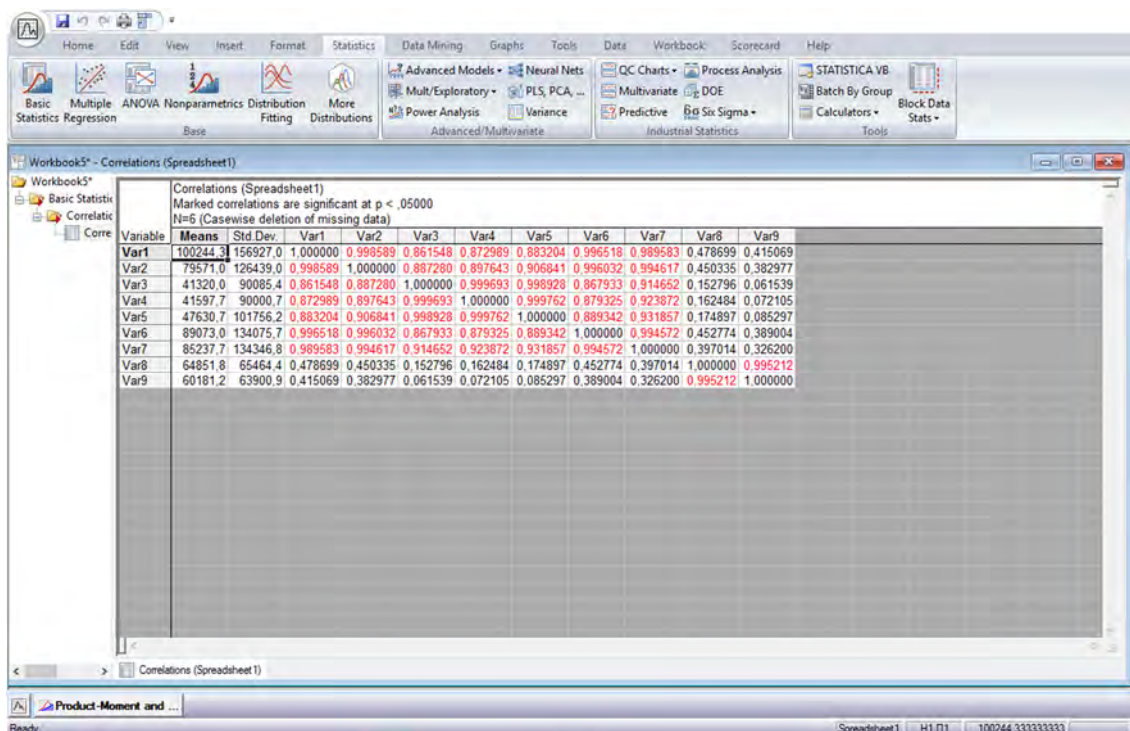 Home Edit View Insert Format Statistics Data Mining Graphs Tools Data Workbook Scorecard Help
Advanced Models Neural Nets QC Charts Process Analysis STATISTICA VB
Mult/Exploratory PLS, PCA, ... Multivariate DOE Batch By Group
Basic Statistics Multiple Regression ANOVA Nonparametrics Distribution Fitting More Distributions Power Analysis Variance Predictive 6σ Six Sigma Calculators Block Data Stats
Base Advanced/Multivariate Industrial Statistics Tools
Workbook5* - Correlations (Spreadsheet1)
Workbook5*
Basic Statistic
Correlatic
Corre
Correlations (Spreadsheet1)
Marked correlations are significant at p < ,05000
N=6 (Casewise deletion of missing data)
Variable Means Std.Dev. Var1 Var2 Var3 Var4 Var5 Var6 Var7 Var8 Var9
Var1 100244,3 156927,0 1,000000 0,998589 0,861548 0,872989 0,883204 0,996518 0,989583 0,478699 0,415069
Var2 79571,0 126439,0 0,998589 1,000000 0,887280 0,897643 0,906841 0,996032 0,994617 0,450335 0,382977
Var3 41320,0 90085,4 0,861548 0,887280 1,000000 0,999693 0,998928 0,867933 0,914652 0,152796 0,061539
Var4 41597,7 90000,7 0,872989 0,897643 0,999693 1,000000 0,999762 0,879325 0,923872 0,162484 0,072105
Var5 47630,7 101756,2 0,883204 0,906841 0,998928 0,999762 1,000000 0,889342 0,931857 0,174897 0,085297
Var6 89073,0 134075,7 0,996518 0,996032 0,867933 0,879325 0,889342 1,000000 0,994572 0,452774 0,389004
Var7 85237,7 134346,8 0,989583 0,994617 0,914652 0,923872 0,931857 0,994572 1,000000 0,397014 0,326200
Var8 64851,8 65464,4 0,478699 0,450335 0,152796 0,162484 0,174897 0,452774 0,397014 1,000000 0,995212
Var9 60181,2 63900,9 0,415069 0,382977 0,061539 0,072105 0,085297 0,389004 0,326200 0,995212 1,000000
Correlations (Spreadsheet1)
Product-Moment and ...
Ready Spreadsheet1 Н1,П1 100244,333333333